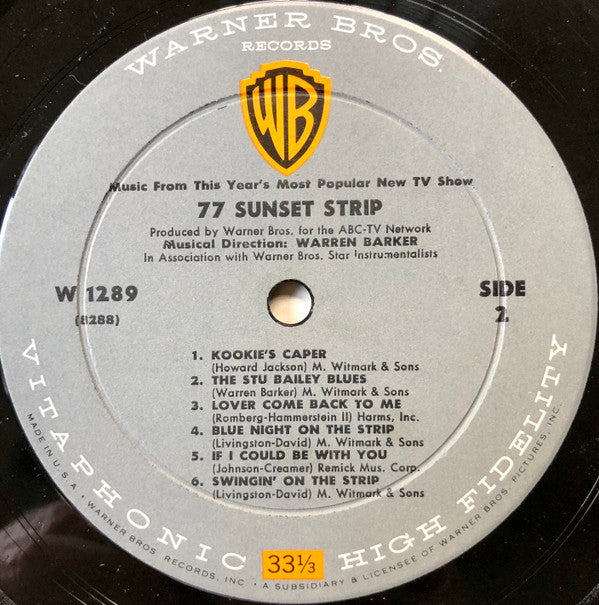 WARNER BROS.
RECORDS
WB
Music From This Year's Most Popular New TV Show
77 SUNSET STRIP
Produced by Warner Bros. for the ABC-TV Network
Musical Direction: WARREN BARKER
In Association with Warner Bros. Star Instrumentalists
W 1289
(8288)
SIDE
2
1. KOOKIE'S CAPER
(Howard Jackson) M. Witmark & Sons
2. THE STU BAILEY BLUES
(Warren Barker) M. Witmark & Sons
3. LOVER COME BACK TO ME
(Romberg-Hammerstein II) Harms, Inc.
4. BLUE NIGHT ON THE STRIP
(Livingston-David) M. Witmark & Sons
5. IF I COULD BE WITH YOU
(Johnson-Creamer) Remick Mus. Corp.
6. SWINGIN' ON THE STRIP
(Livingston-David) M. Witmark & Sons
VITAPHONIC HIGH FIDELITY
33⅓
MADE IN U.S.A. • WARNER BROS. RECORDS, INC. • A SUBSIDIARY & LICENSEE OF WARNER BROS. PICTURES, INC.